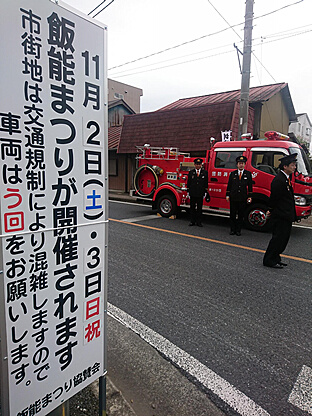 11月2日(土)・3日日祝
飯能まつりが開催されます
市街地は交通規制により混雑しますので
車両はう回をお願いします。
飯能まつり協賛会